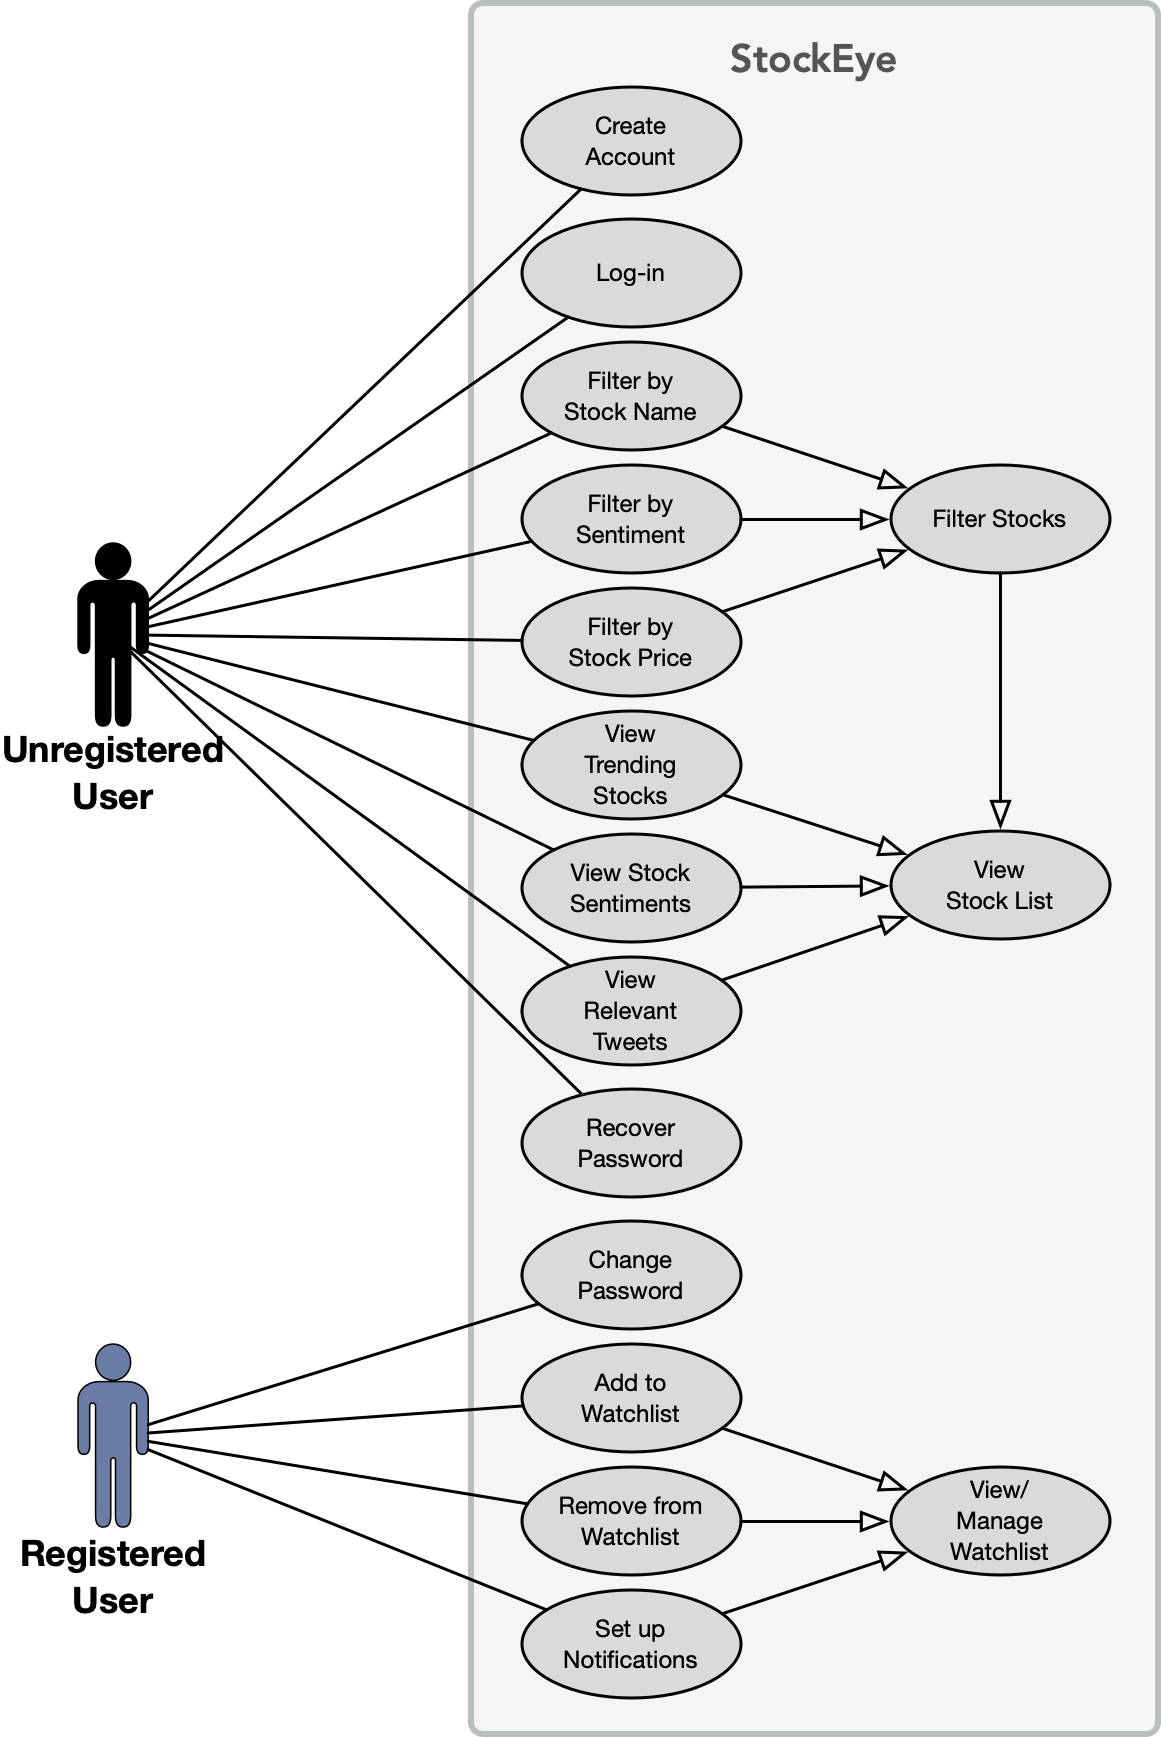 StockEye
Create
Account
Log-in
Filter by
Stock Name
Filter by
Sentiment
Filter Stocks
Filter by
Stock Price
Unregistered
User
View
Trending
Stocks
View Stock
Sentiments
View
Stock List
View
Relevant
Tweets
Recover
Password
Change
Password
Registered
User
Add to
Watchlist
Remove from
Watchlist
View/
Manage
Watchlist
Set up
Notifications